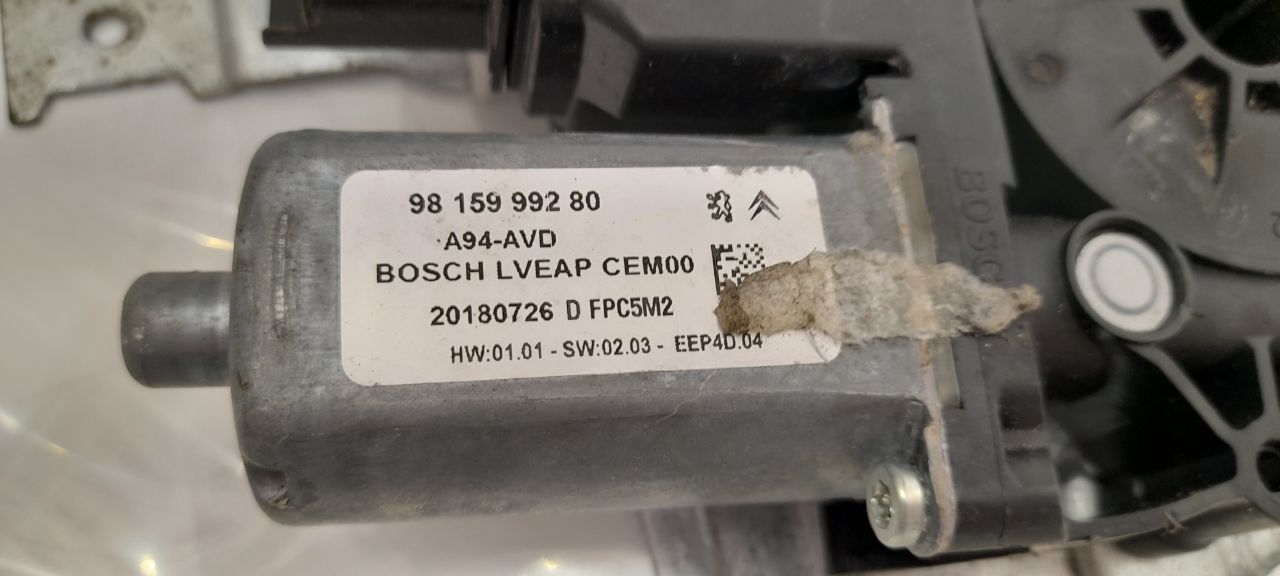 98 159 992 80
A94-AVD
BOSCH LVEAP CEM00
20180726 D FPC5M2
HW:01.01 - SW:02.03 - EEP4D.04
BOSCH